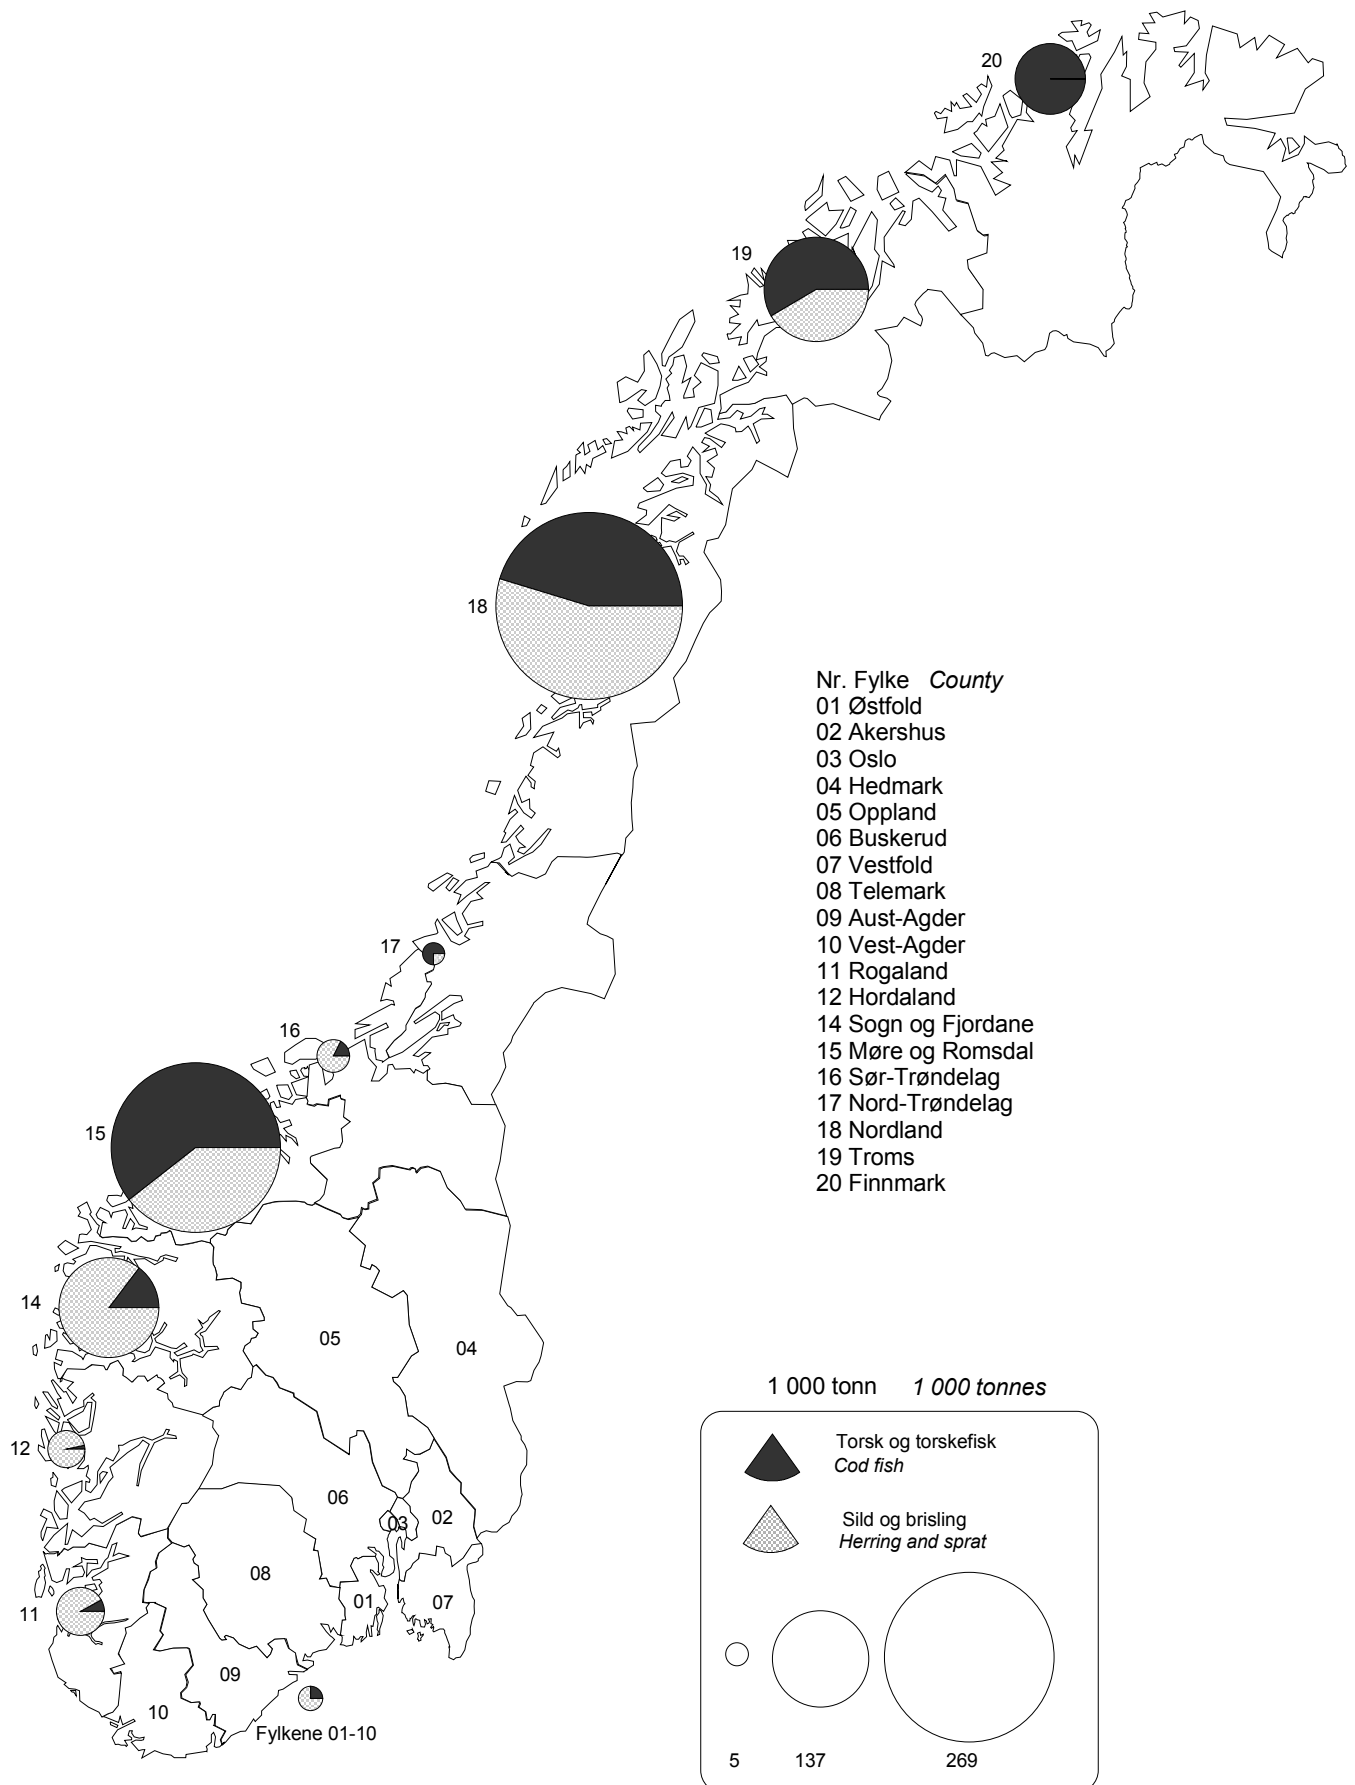 20
19
18
Nr. Fylke County
01 Østfold
02 Akershus
03 Oslo
04 Hedmark
05 Oppland
06 Buskerud
07 Vestfold
08 Telemark
09 Aust-Agder
10 Vest-Agder
11 Rogaland
12 Hordaland
14 Sogn og Fjordane
15 Møre og Romsdal
16 Sør-Trøndelag
17 Nord-Trøndelag
18 Nordland
19 Troms
20 Finnmark
17
16
15
14
05
04
12
06
03
02
08
01
07
11
09
10
Fylkene 01-10
1 000 tonn 1 000 tonnes
Torsk og torskefisk
Cod fish
Sild og brisling
Herring and sprat
5 137 269